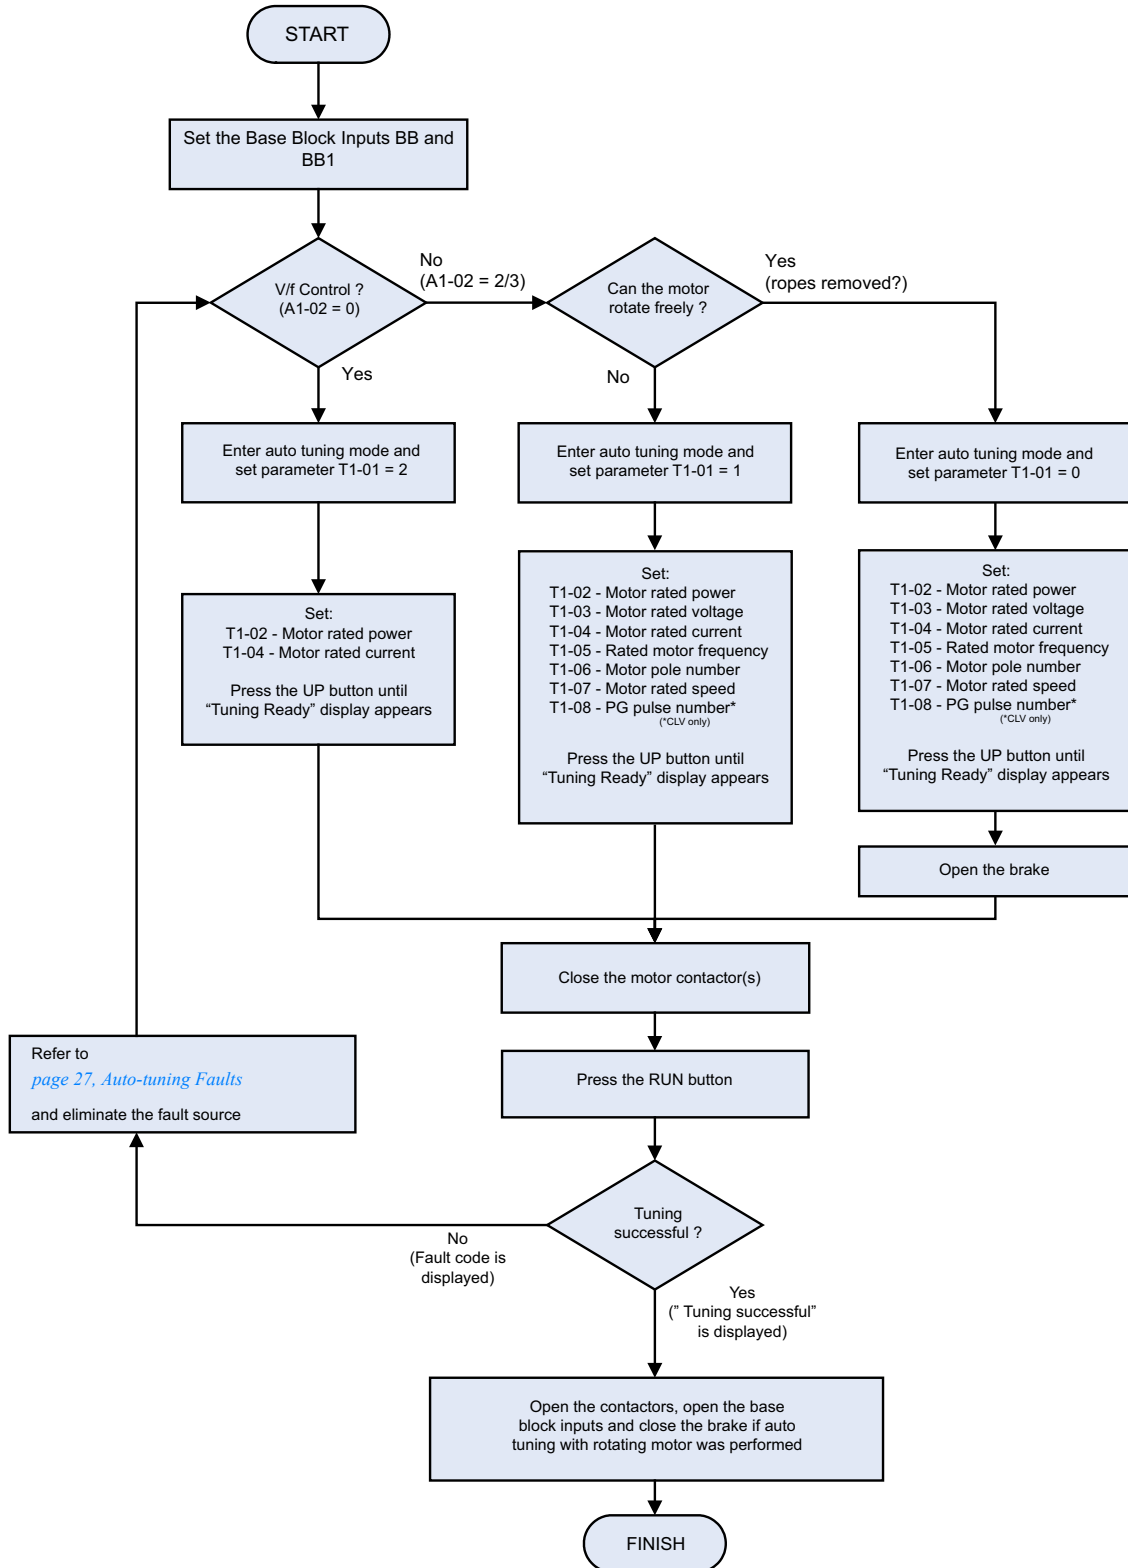 START
Set the Base Block Inputs BB and
BB1
V/f Control ?
(A1-02 = 0)
No
(A1-02 = 2/3)
Can the motor
rotate freely ?
Yes
(ropes removed?)
Yes
No
Enter auto tuning mode and
set parameter T1-01 = 2
Enter auto tuning mode and
set parameter T1-01 = 1
Enter auto tuning mode and
set parameter T1-01 = 0
Set:
T1-02 - Motor rated power
T1-04 - Motor rated current
Press the UP button until
“Tuning Ready” display appears
Set:
T1-02 - Motor rated power
T1-03 - Motor rated voltage
T1-04 - Motor rated current
T1-05 - Rated motor frequency
T1-06 - Motor pole number
T1-07 - Motor rated speed
T1-08 - PG pulse number*
(*CLV only)
Press the UP button until
“Tuning Ready” display appears
Set:
T1-02 - Motor rated power
T1-03 - Motor rated voltage
T1-04 - Motor rated current
T1-05 - Rated motor frequency
T1-06 - Motor pole number
T1-07 - Motor rated speed
T1-08 - PG pulse number*
(*CLV only)
Press the UP button until
“Tuning Ready” display appears
Open the brake
Close the motor contactor(s)
Press the RUN button
Refer to
page 27, Auto-tuning Faults
and eliminate the fault source
Tuning
successful ?
No
(Fault code is
displayed)
Yes
(” Tuning successful”
is displayed)
Open the contactors, open the base
block inputs and close the brake if auto
tuning with rotating motor was performed
FINISH